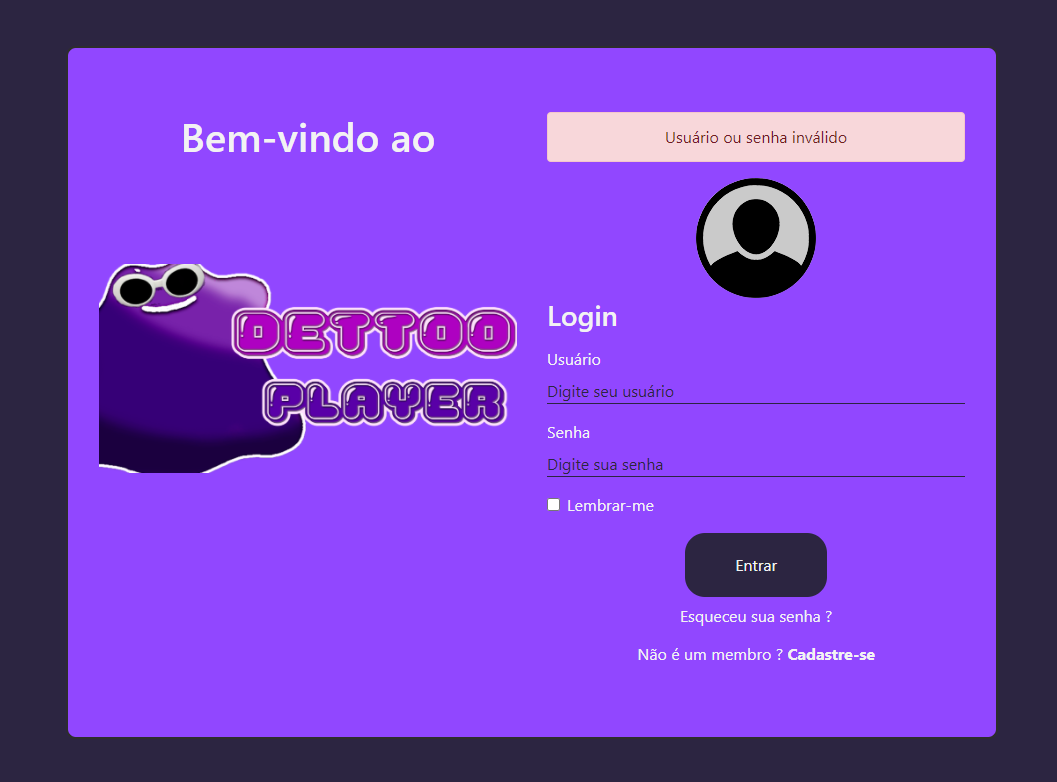 Bem-vindo ao
DETTOO
PLAYER
Usuário ou senha inválido
Login
Usuário
Digite seu usuário
Senha
Digite sua senha
Lembrar-me
Entrar
Esqueceu sua senha ?
Não é um membro ? Cadastre-se